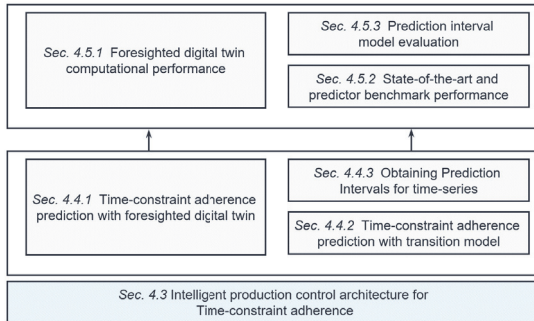 Sec. 4.5.1 Foresighted digital twin
computational performance
Sec. 4.5.3 Prediction interval
model evaluation
Sec. 4.5.2 State-of-the-art and
predictor benchmark performance
Sec. 4.4.1 Time-constraint adherence
prediction with foresighted digital twin
Sec. 4.4.3 Obtaining Prediction
Intervals for time-series
Sec. 4.4.2 Time-constraint adherence
prediction with transition model
Sec. 4.3 Intelligent production control architecture for
Time-constraint adherence